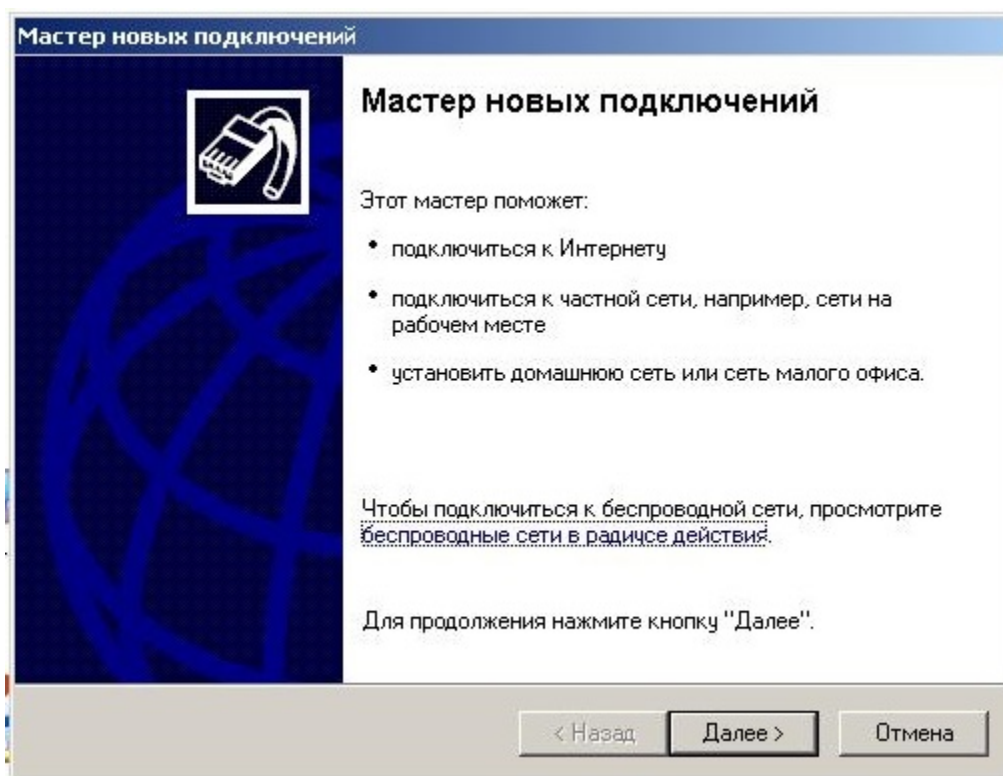 Мастер новых подключений
Мастер новых подключений
Этот мастер поможет:
• подключиться к Интернету
• подключиться к частной сети, например, сети на
рабочем месте
• установить домашнюю сеть или сеть малого офиса.
Чтобы подключиться к беспроводной сети, просмотрите
беспроводные сети в радиусе действия.
Для продолжения нажмите кнопку "Далее".
< Назад
Далее >
Отмена